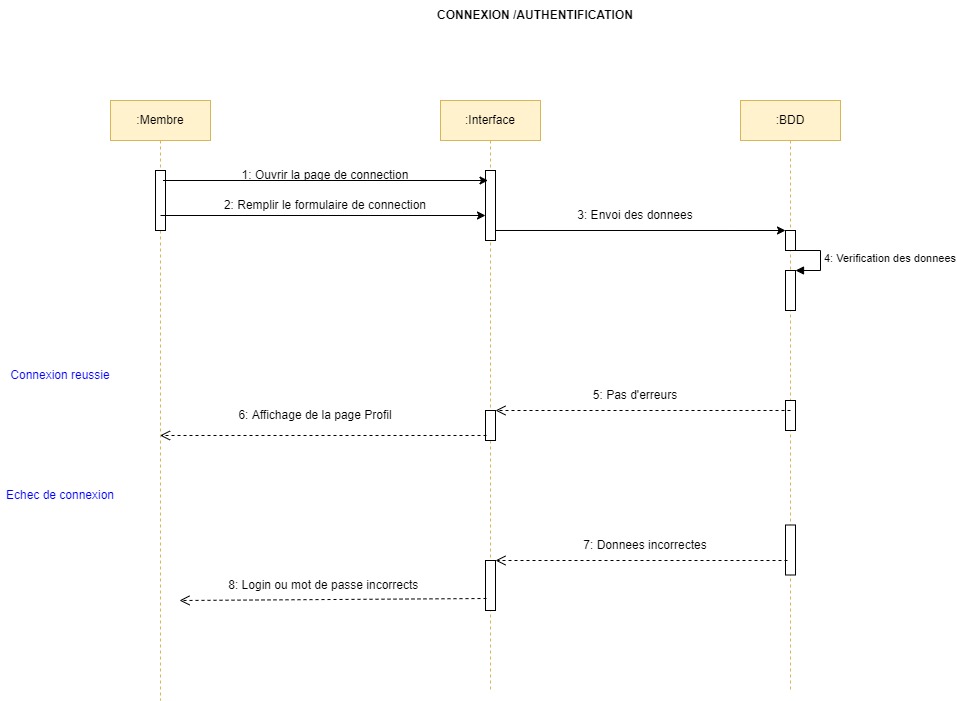 CONNEXION /AUTHENTIFICATION
:Membre
:Interface
:BDD
1: Ouvrir la page de connection
2: Remplir le formulaire de connection
3: Envoi des donnees
4: Verification des donnees
Connexion reussie
5: Pas d'erreurs
6: Affichage de la page Profil
Echec de connexion
7: Donnees incorrectes
8: Login ou mot de passe incorrects